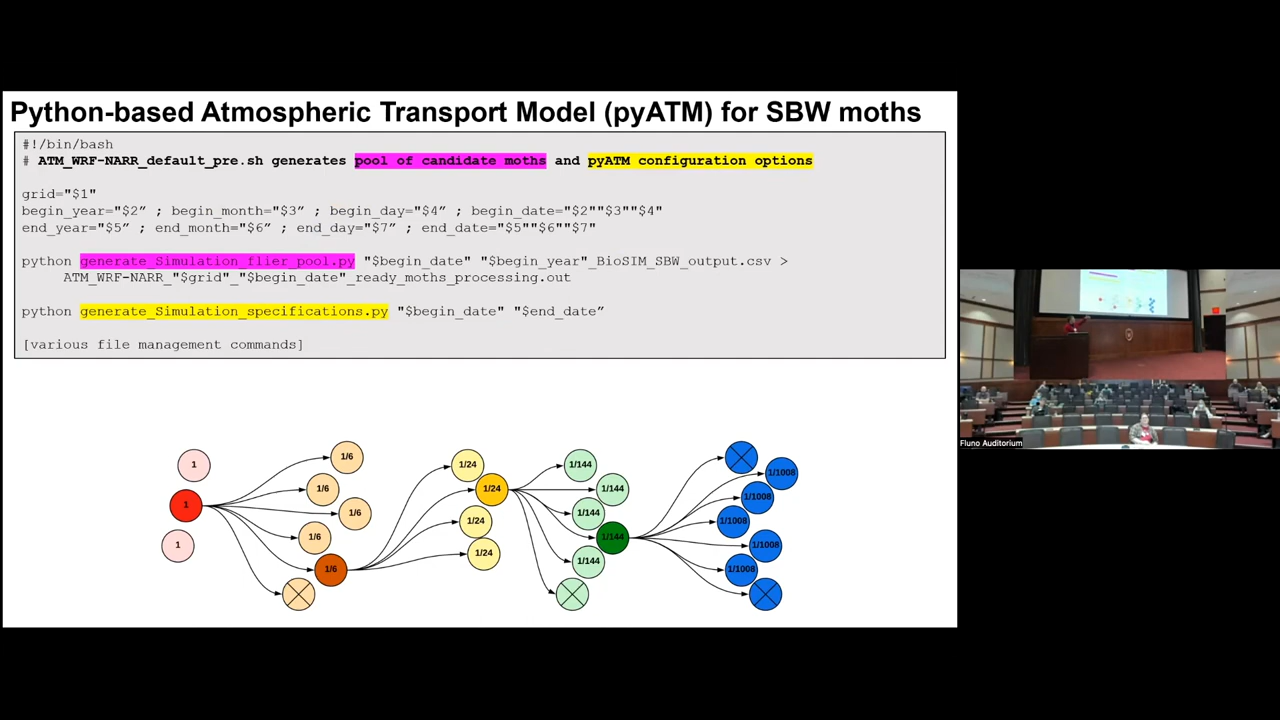 Python-based Atmospheric Transport Model (pyATM) for SBW moths
#!/bin/bash
# ATM_WRF-NARR_default_pre.sh generates pool of candidate moths and pyATM configuration options
grid="$1"
begin_year="$2” ; begin_month="$3” ; begin_day="$4” ; begin_date="$2""$3""$4"
end_year="$5” ; end_month="$6” ; end_day="$7” ; end_date="$5""$6""$7"
python generate_Simulation_flier_pool.py "$begin_date" "$begin_year"_BioSIM_SBW_output.csv >
ATM_WRF-NARR_"$grid"_"$begin_date"_ready_moths_processing.out
python generate_Simulation_specifications.py "$begin_date" "$end_date”
[various file management commands]
1
1
1
1/6
1/6
1/6
1/6
1/6
1/24
1/24
1/24
1/24
1/144
1/144
1/144
1/144
1/144
1/1008
1/1008
1/1008
1/1008
1/1008
Fluno Auditorium